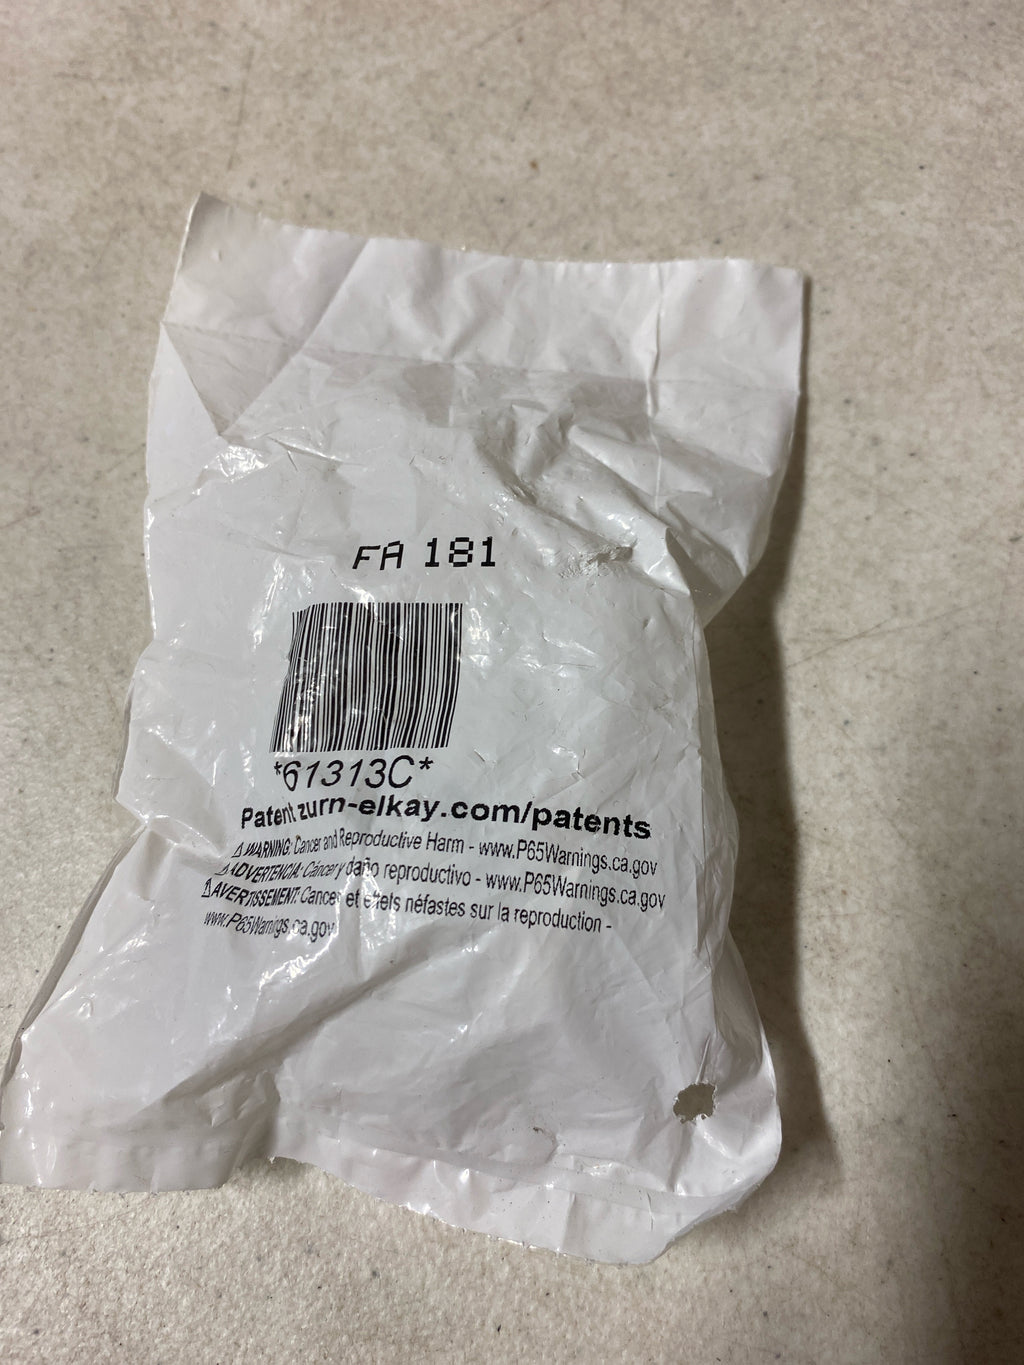 FA 181
*61313C*
Patent zurn-elkay.com/patents
⚠ WARNING: Cancer and Reproductive Harm - www.P65Warnings.ca.gov
⚠ADVERTENCIA: Cáncer y daño reproductivo - www.P65Warnings.ca.gov
⚠AVERTISSEMENT: Cancer et effets néfastes sur la reproduction -
www.P65Warnings.ca.gov